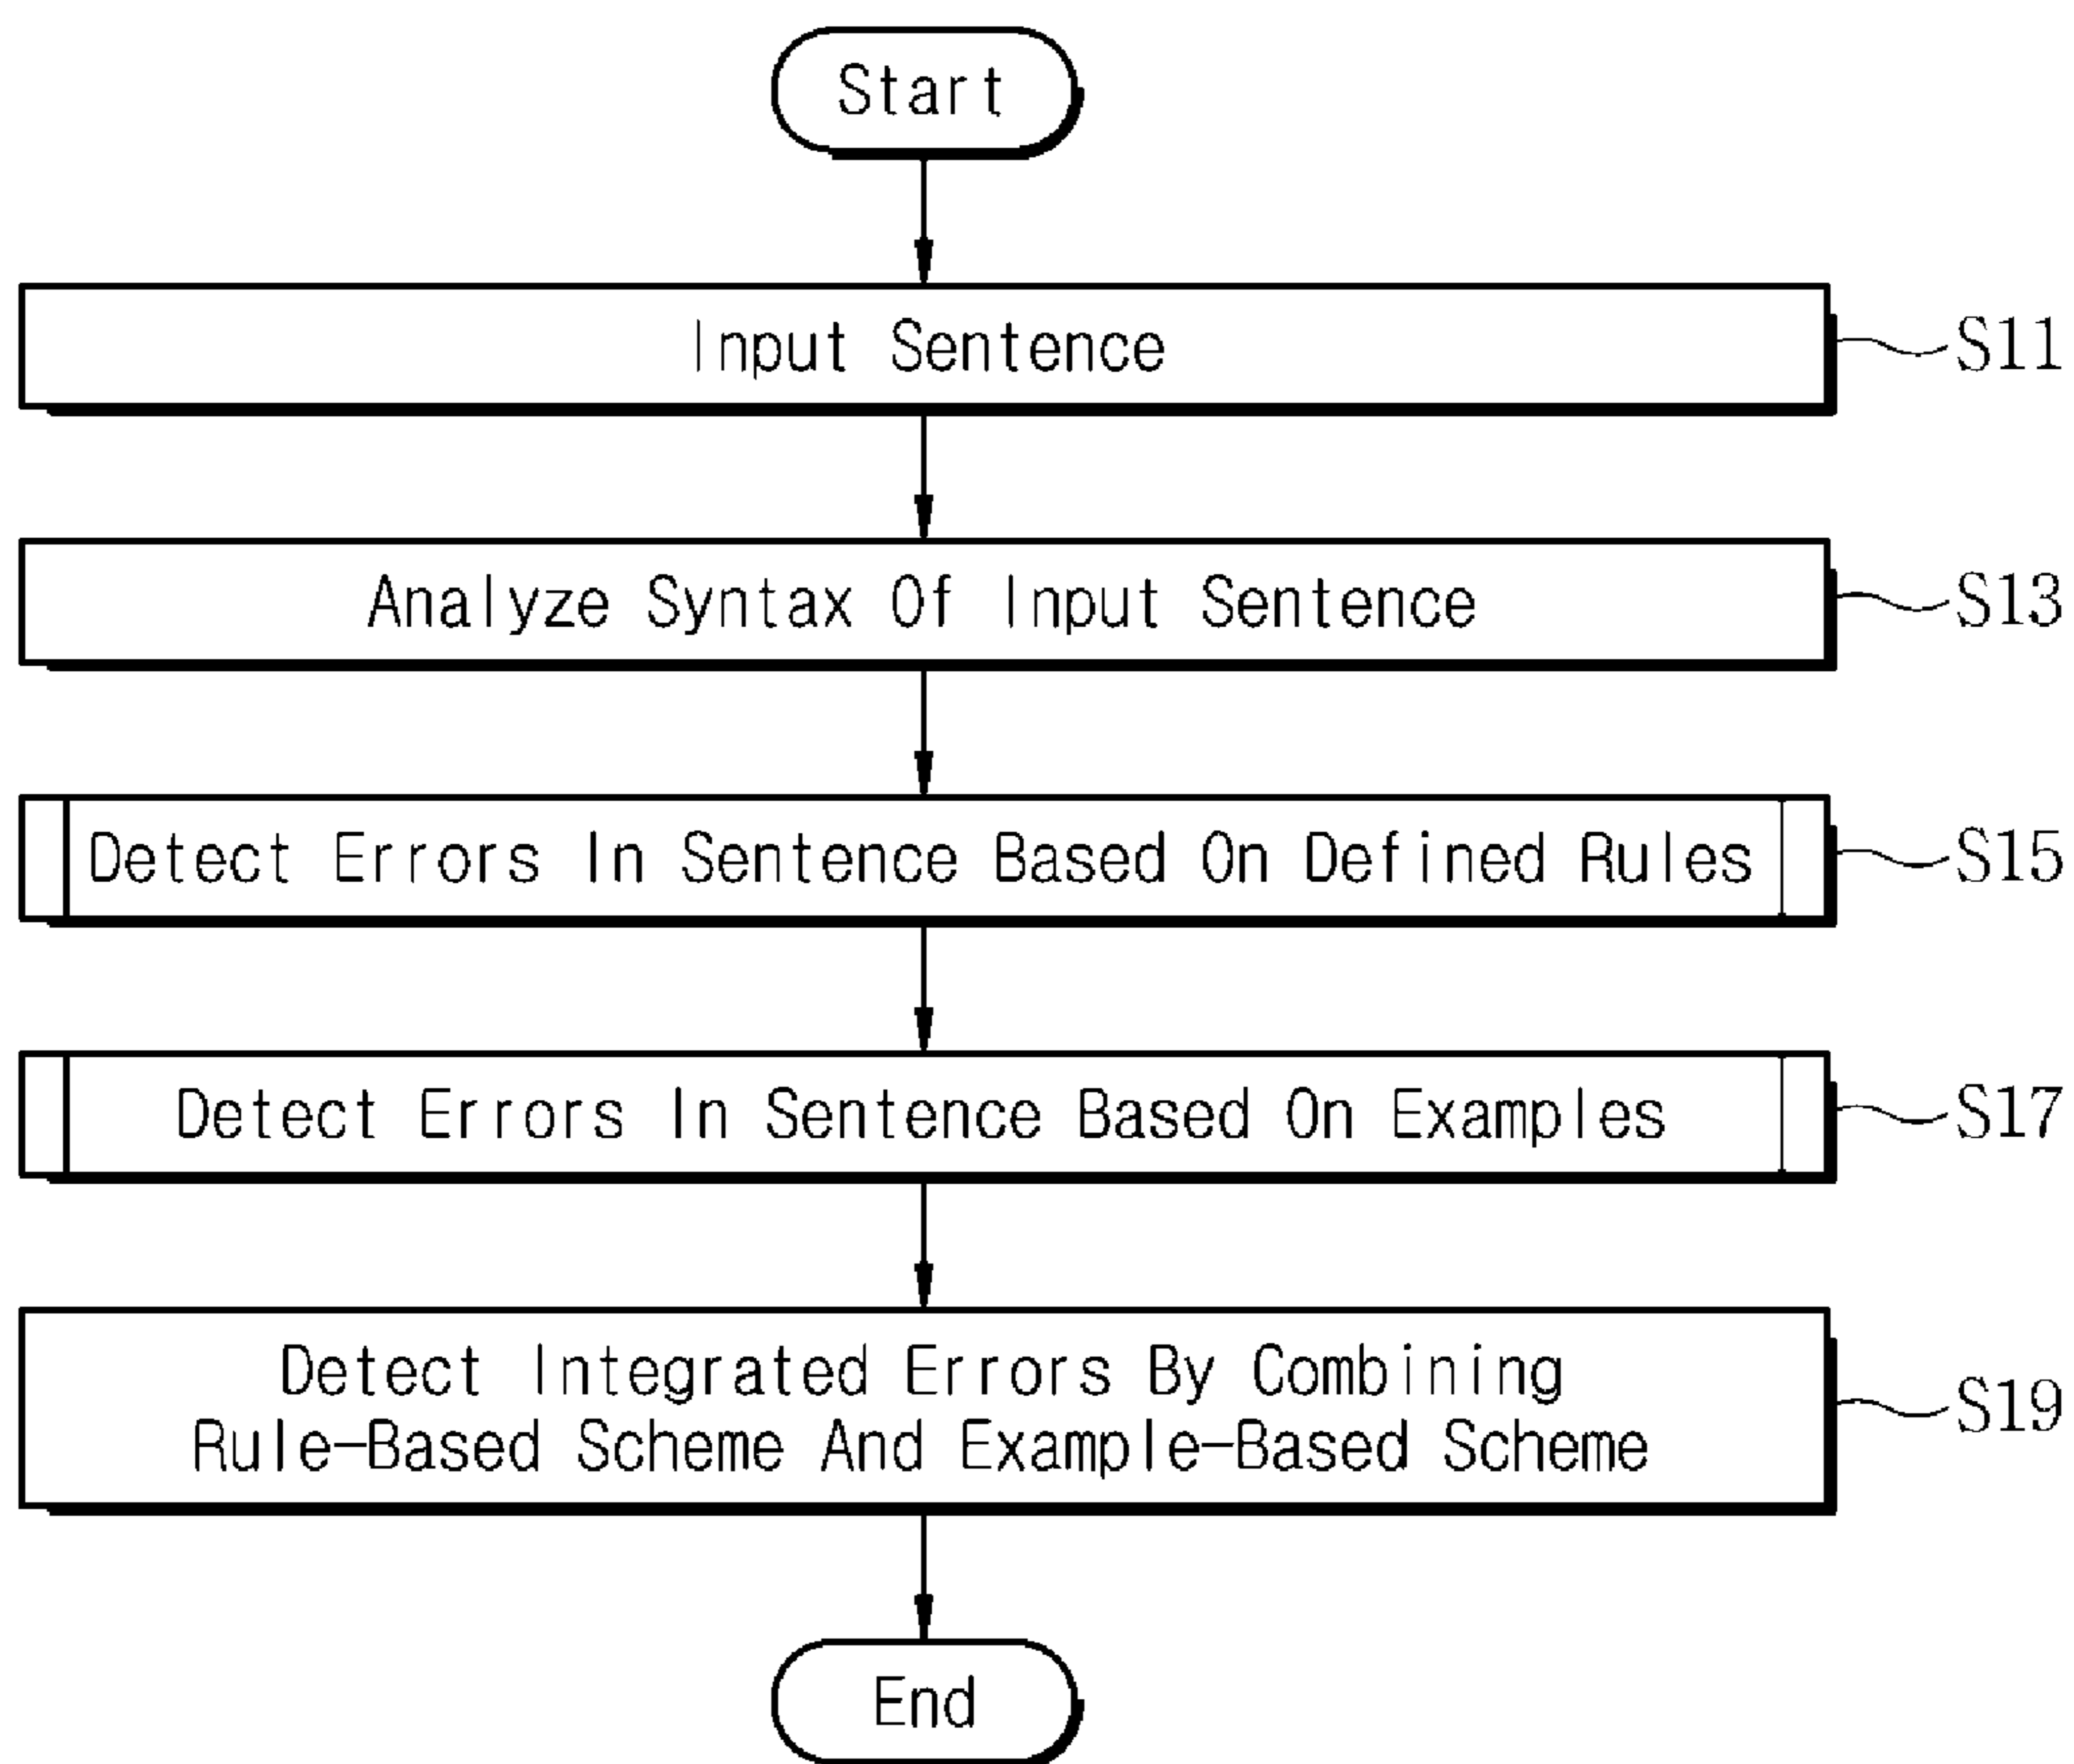 Start
Input Sentence
S11
Analyze Syntax Of Input Sentence
S13
Detect Errors In Sentence Based On Defined Rules
S15
Detect Errors In Sentence Based On Examples
S17
Detect Integrated Errors By Combining
Rule-Based Scheme And Example-Based Scheme
S19
End